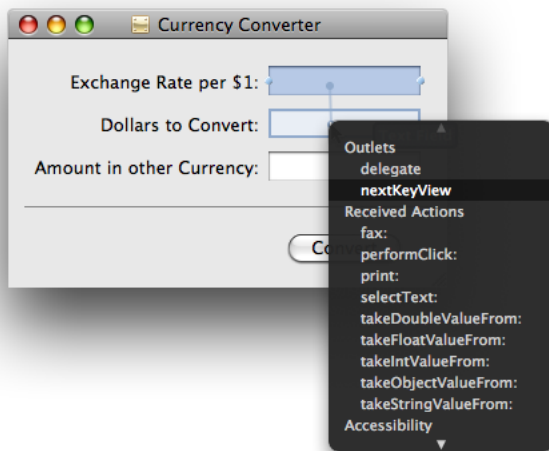 Currency Converter
Exchange Rate per $1:
Dollars to Convert:
Amount in other Currency:
Outlets
delegate
nextKeyView
Received Actions
fax:
performClick:
print:
selectText:
takeDoubleValueFrom:
takeFloatValueFrom:
takeIntValueFrom:
takeObjectValueFrom:
takeStringValueFrom:
Accessibility
Convert